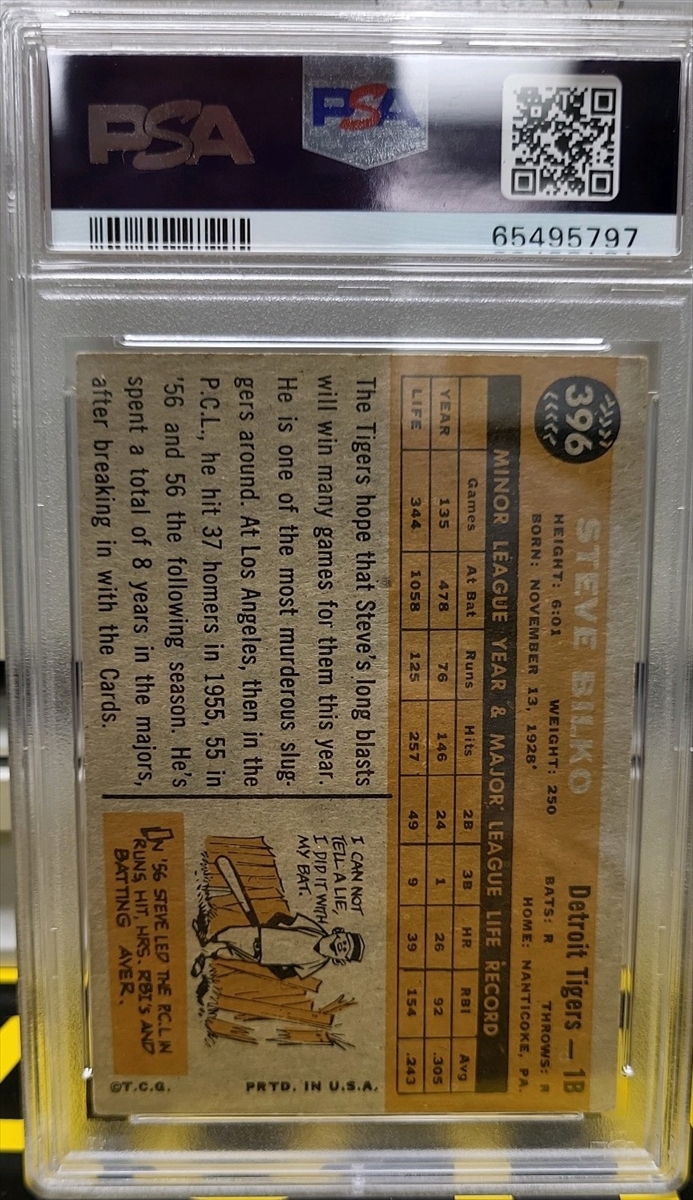 PSA
PSA
65495797
396
STEVE BILKO
Detroit Tigers — 1B
HEIGHT: 6:01 WEIGHT: 250 BATS: R THROWS: R
BORN: NOVEMBER 13, 1928 HOME: NANTICOKE, PA.
MINOR LEAGUE YEAR & MAJOR LEAGUE LIFE RECORD
Games At Bat Runs Hits 2B 3B HR RBI Avg
YEAR 135 478 76 146 24 1 26 92 .305
LIFE 344 1058 125 257 49 9 39 154 .243
The Tigers hope that Steve's long blasts
will win many games for them this year.
He is one of the most murderous slug-
gers around. At Los Angeles, then in the
P.C.L., he hit 37 homers in 1955, 55 in
'56 and 56 the following season. He's
spent a total of 8 years in the majors,
after breaking in with the Cards.
I CAN NOT
TELL A LIE,
I DID IT WITH
MY BAT.
IN '56 STEVE LED THE P.C.L. IN
RUNS, HIT, HRS. RBI'S AND
BATTING AVER.
©T.C.G. PRTD. IN U.S.A.